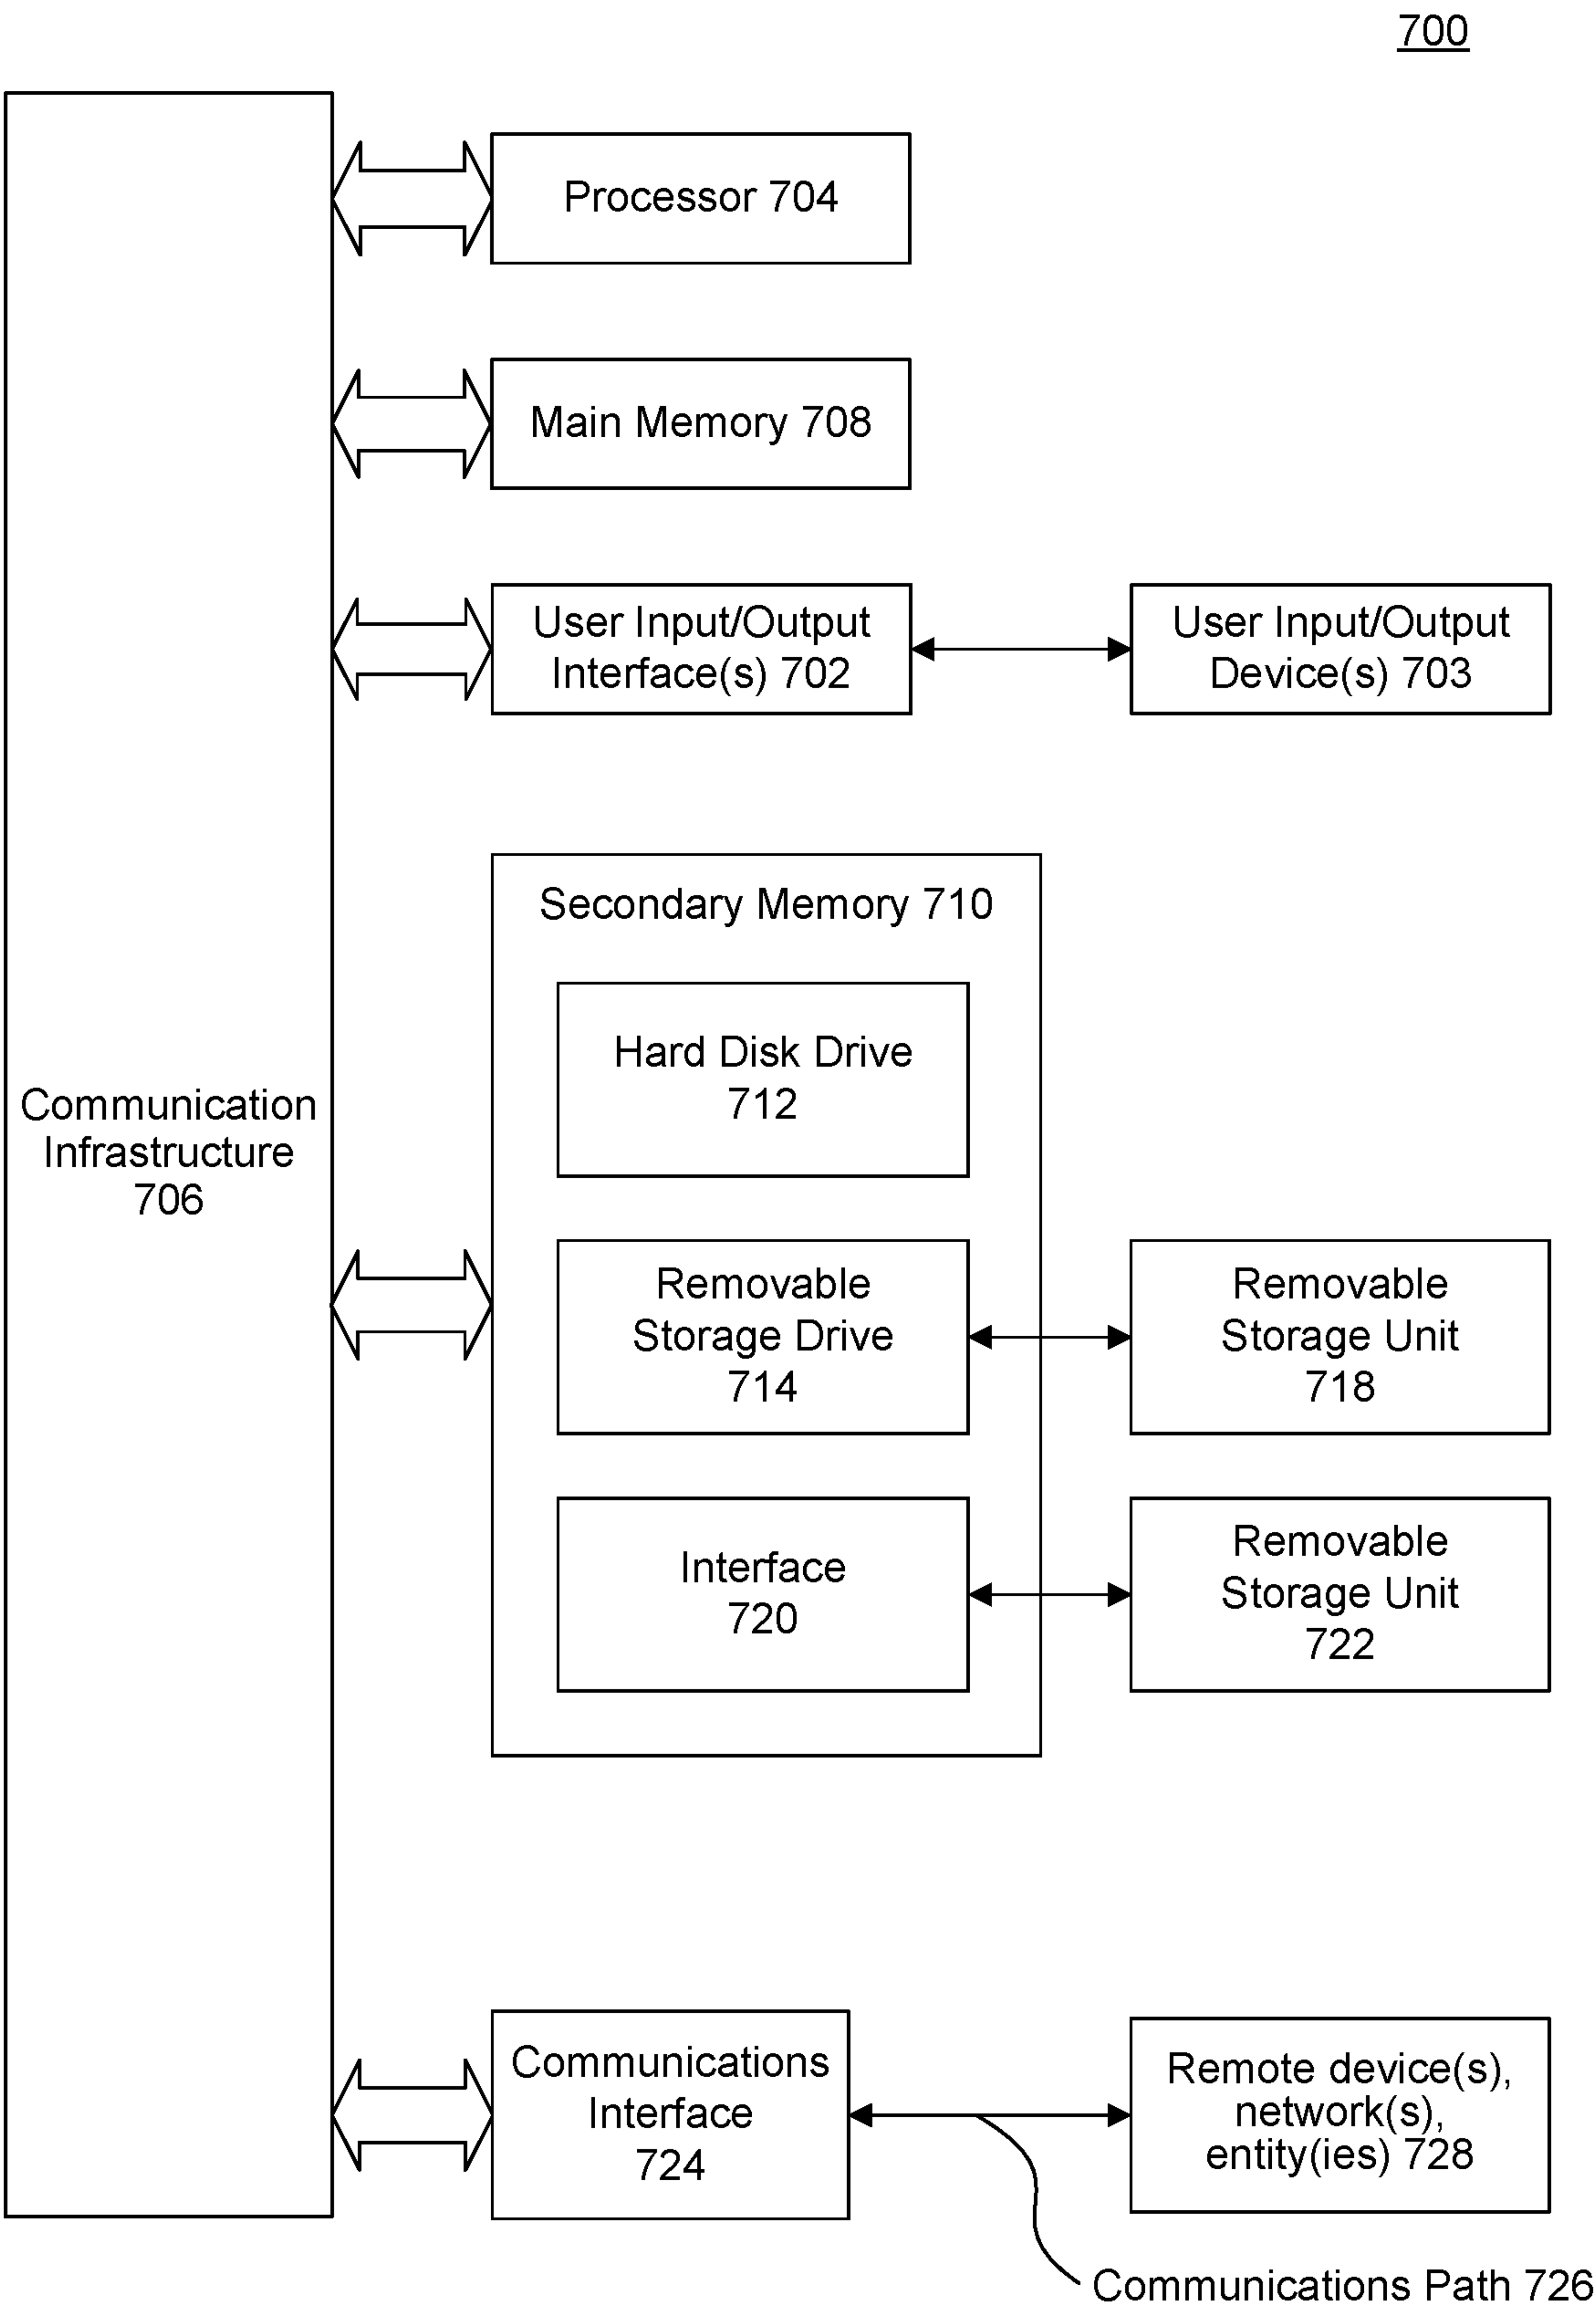 700
Processor 704
Main Memory 708
User Input/Output
Interface(s) 702
User Input/Output
Device(s) 703
Secondary Memory 710
Hard Disk Drive
712
Communication
Infrastructure
706
Removable
Storage Drive
714
Removable
Storage Unit
718
Interface
720
Removable
Storage Unit
722
Communications
Interface
724
Remote device(s),
network(s),
entity(ies) 728
Communications Path 726